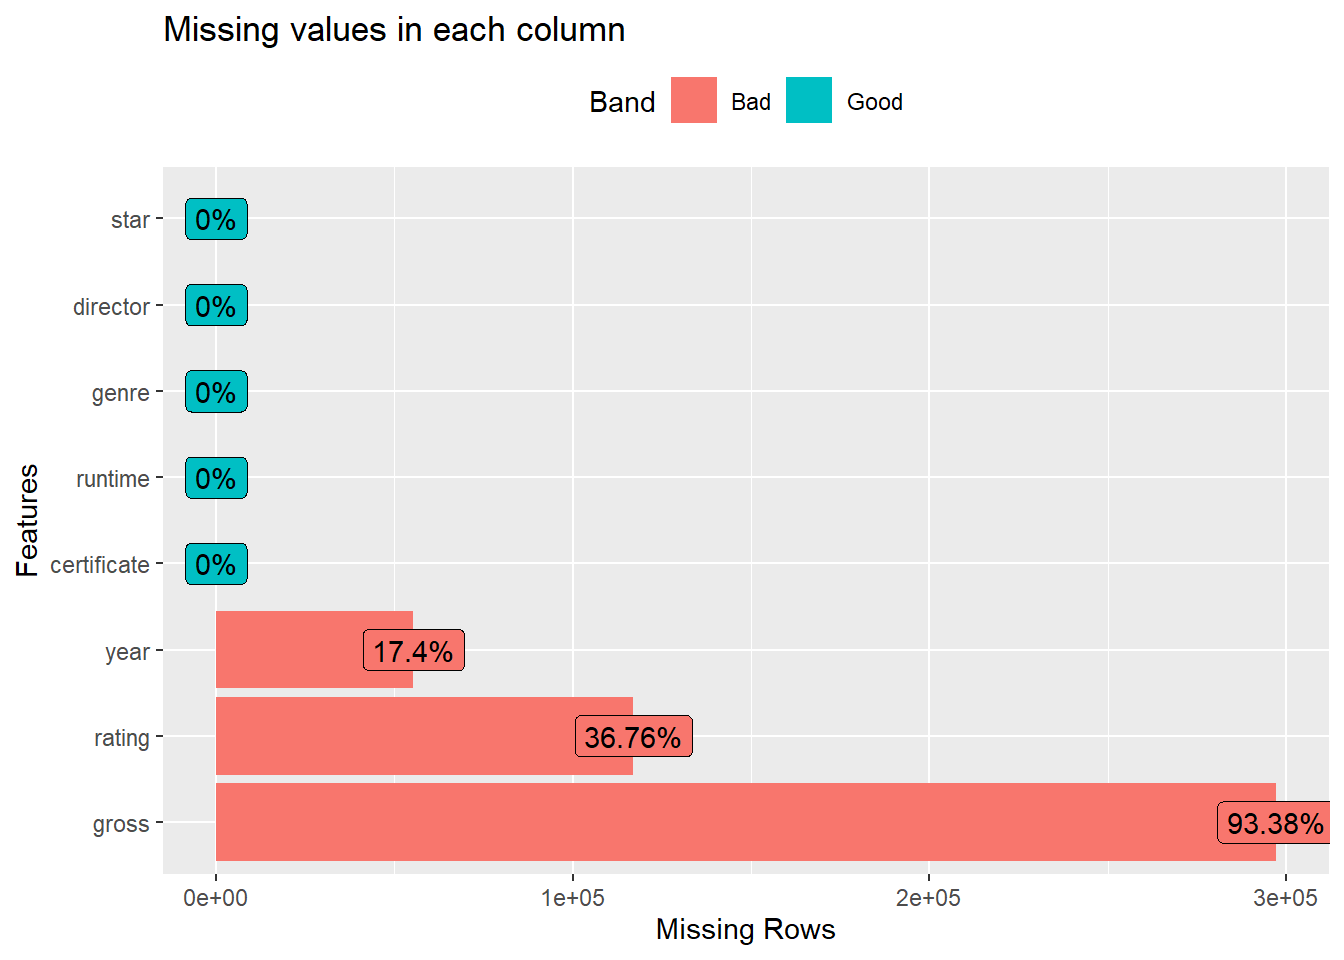 Missing values in each column
Band Bad Good
star 0%
director 0%
genre 0%
runtime 0%
certificate 0%
year 17.4%
rating 36.76%
gross 93.38%
Features
0e+00 1e+05 2e+05 3e+05
Missing Rows